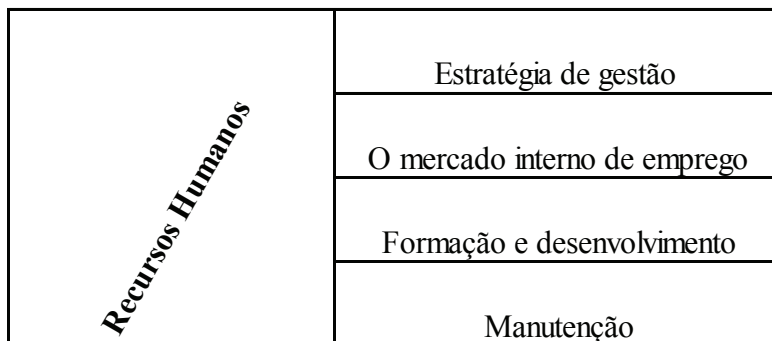 Recursos Humanos
Estratégia de gestão
O mercado interno de emprego
Formação e desenvolvimento
Manutenção